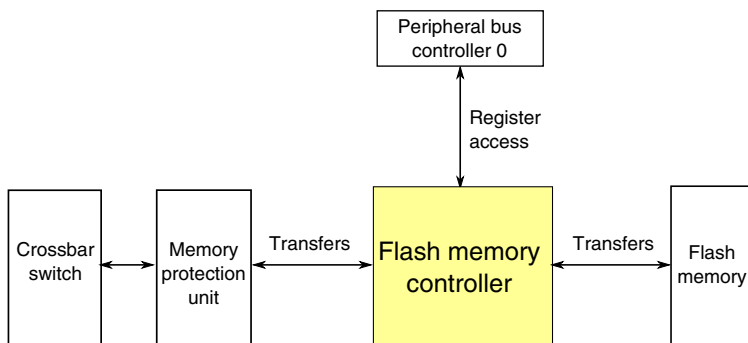 Peripheral bus
controller 0
Register
access
Crossbar
switch
Memory
protection
unit
Transfers
Flash memory
controller
Transfers
Flash
memory